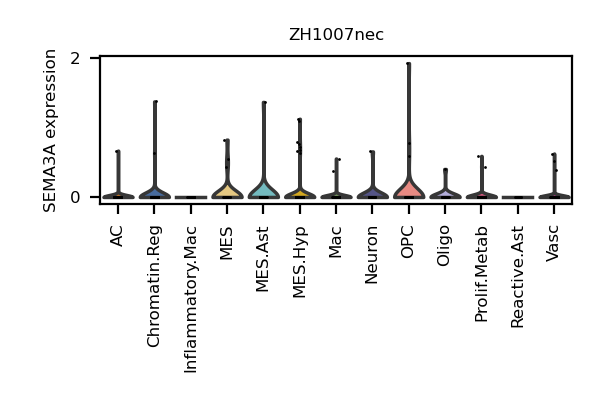 ZH1007nec
SEMA3A expression
2
0
AC
Chromatin.Reg
Inflammatory.Mac
MES
MES.Ast
MES.Hyp
Mac
Neuron
OPC
Oligo
Prolif.Metab
Reactive.Ast
Vasc